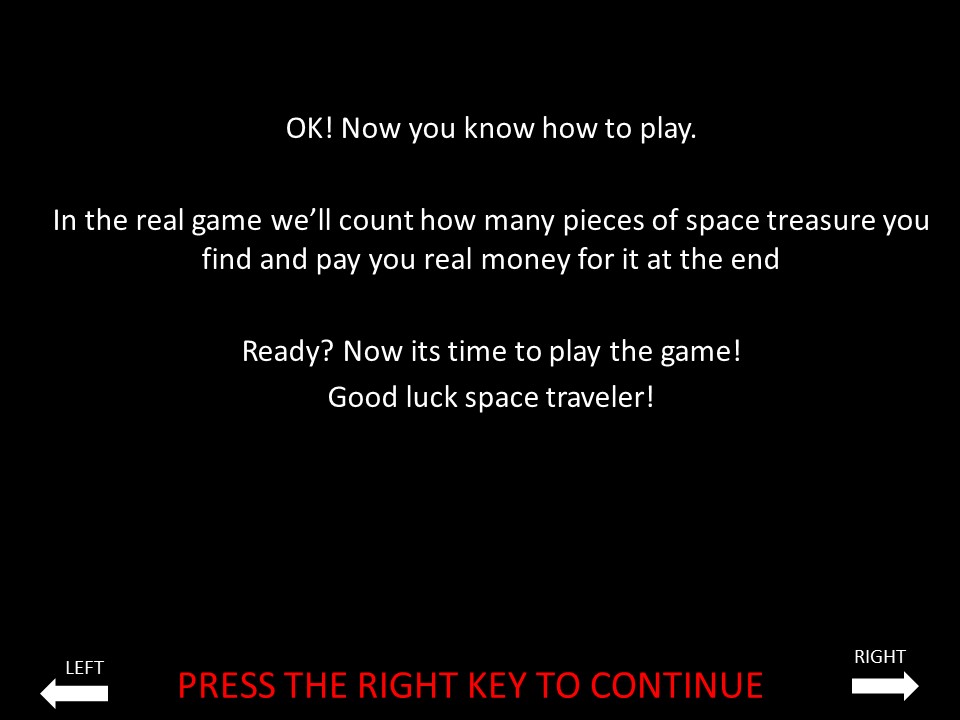 OK! Now you know how to play.
In the real game we’ll count how many pieces of space treasure you
find and pay you real money for it at the end
Ready? Now its time to play the game!
Good luck space traveler!
LEFT
PRESS THE RIGHT KEY TO CONTINUE
RIGHT